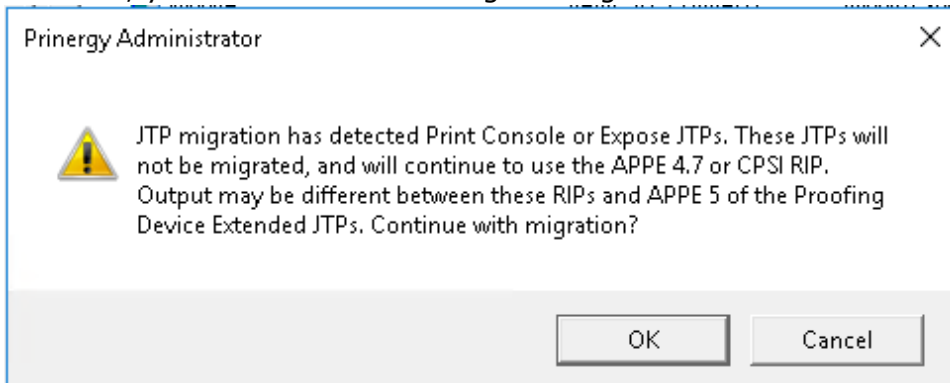 Prinergy Administrator
JTP migration has detected Print Console or Expose JTPs. These JTPs will
not be migrated, and will continue to use the APPE 4.7 or CPSI RIP.
Output may be different between these RIPs and APPE 5 of the Proofing
Device Extended JTPs. Continue with migration?
OK
Cancel